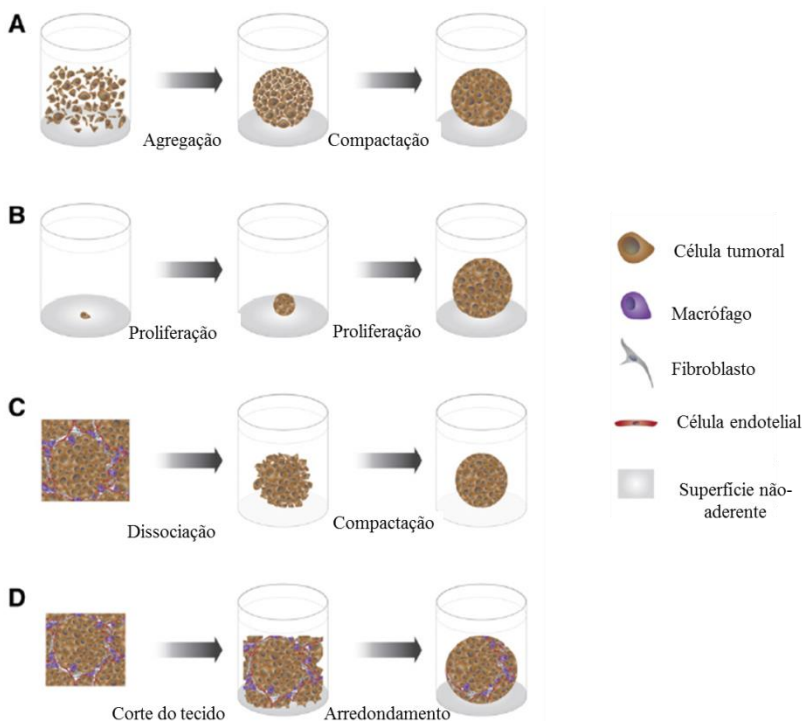 A
Agregação
Compactação
B
Proliferação
Proliferação
C
Dissociação
Compactação
D
Corte do tecido
Arredondamento
Célula tumoral
Macrófago
Fibroblasto
Célula endotelial
Superfície não-
aderente